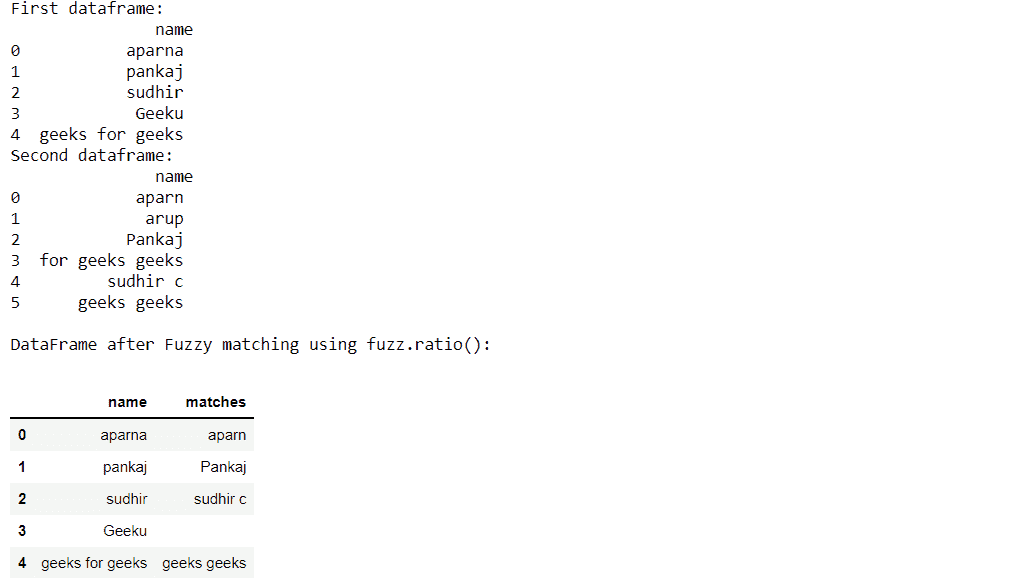 First dataframe:
name
0 aparna
1 pankaj
2 sudhir
3 Geeku
4 geeks for geeks
Second dataframe:
name
0 aparn
1 arup
2 Pankaj
3 for geeks geeks
4 sudhir c
5 geeks geeks
DataFrame after Fuzzy matching using fuzz.ratio():
name matches
0 aparna aparn
1 pankaj Pankaj
2 sudhir sudhir c
3 Geeku
4 geeks for geeks geeks geeks